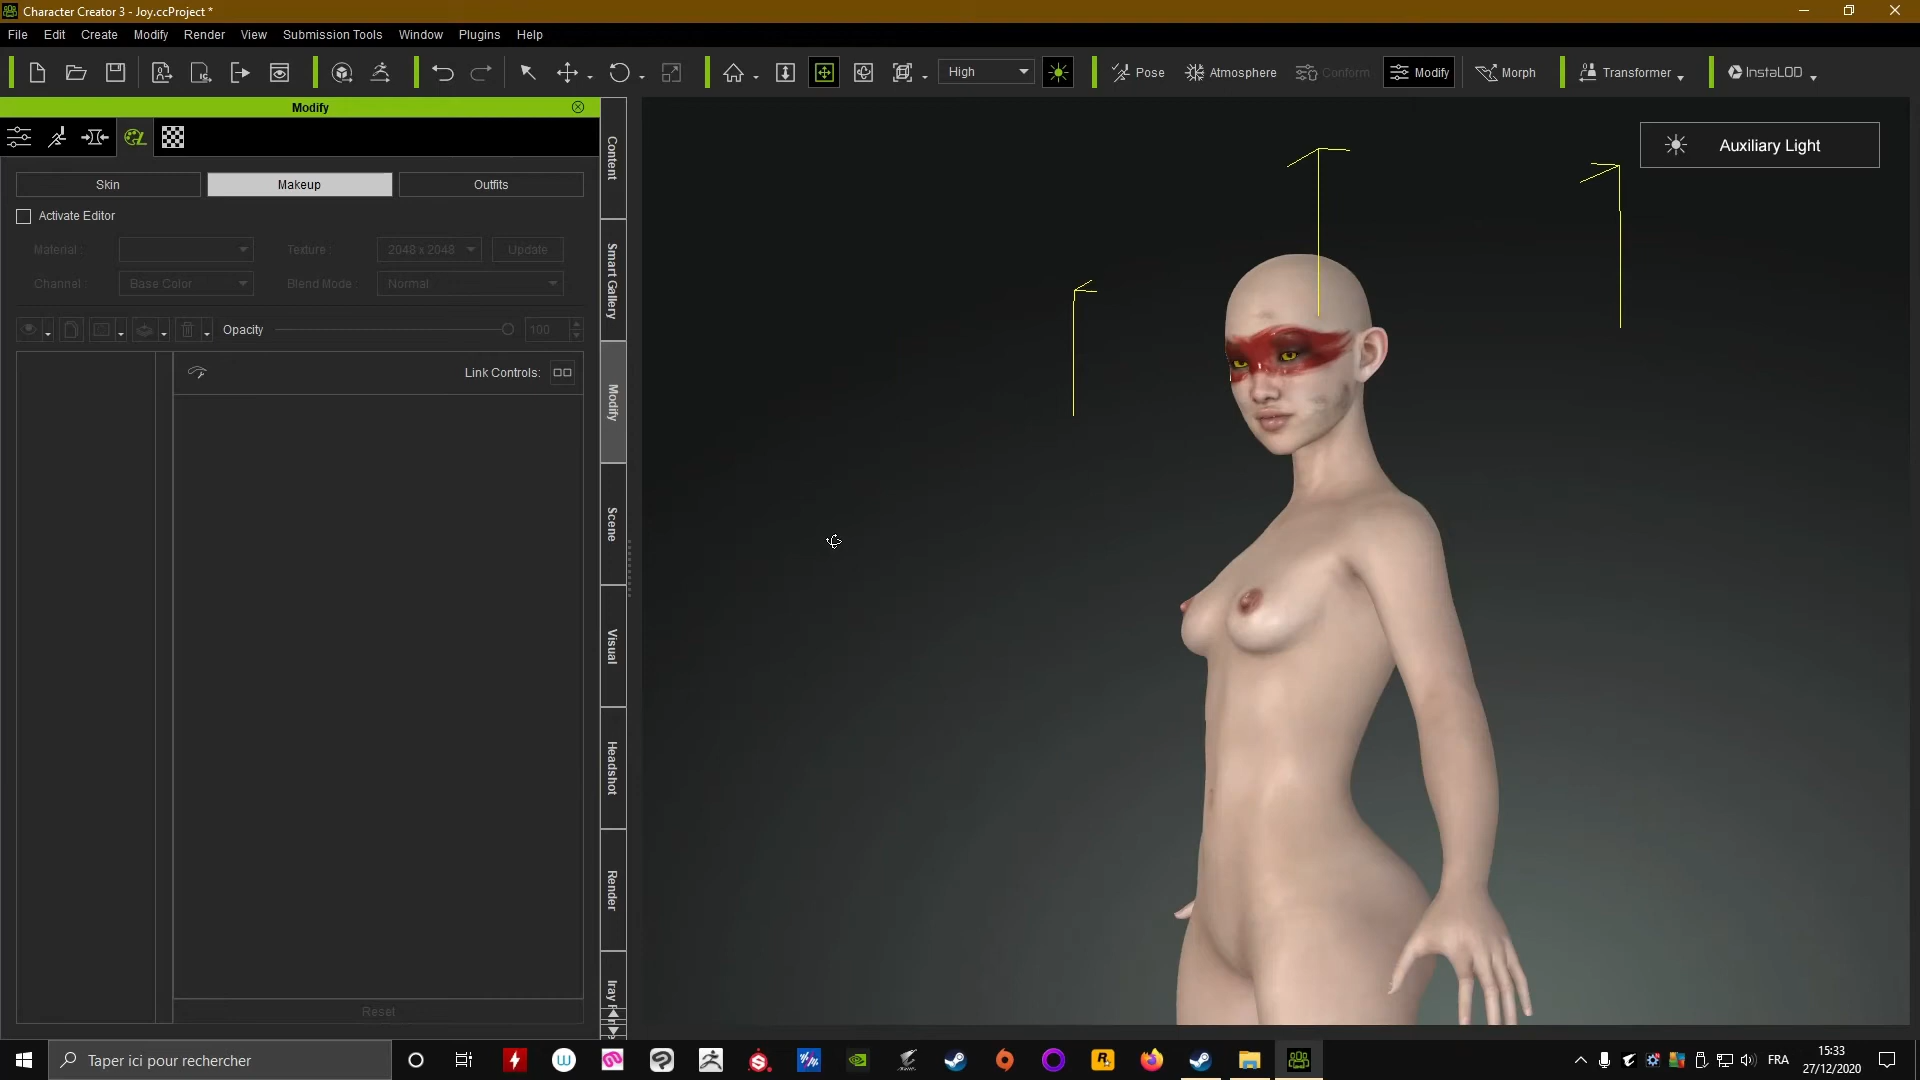 Character Creator 3 - Joy.ccProject *
File Edit Create Modify Render View Submission Tools Window Plugins Help
High Pose Atmosphere Conform Modify Morph Transformer InstaLOD
Modify
Auxiliary Light
Skin Makeup Outfits
Activate Editor
Material : Texture : 2048 x 2048 Update
Channel : Base Color Blend Mode : Normal
Opacity 100
Link Controls:
Reset
Content
Smart Gallery
Modify
Scene
Visual
Headshot
Render
Iray
Taper ici pour rechercher
FRA
15:33
27/12/2020